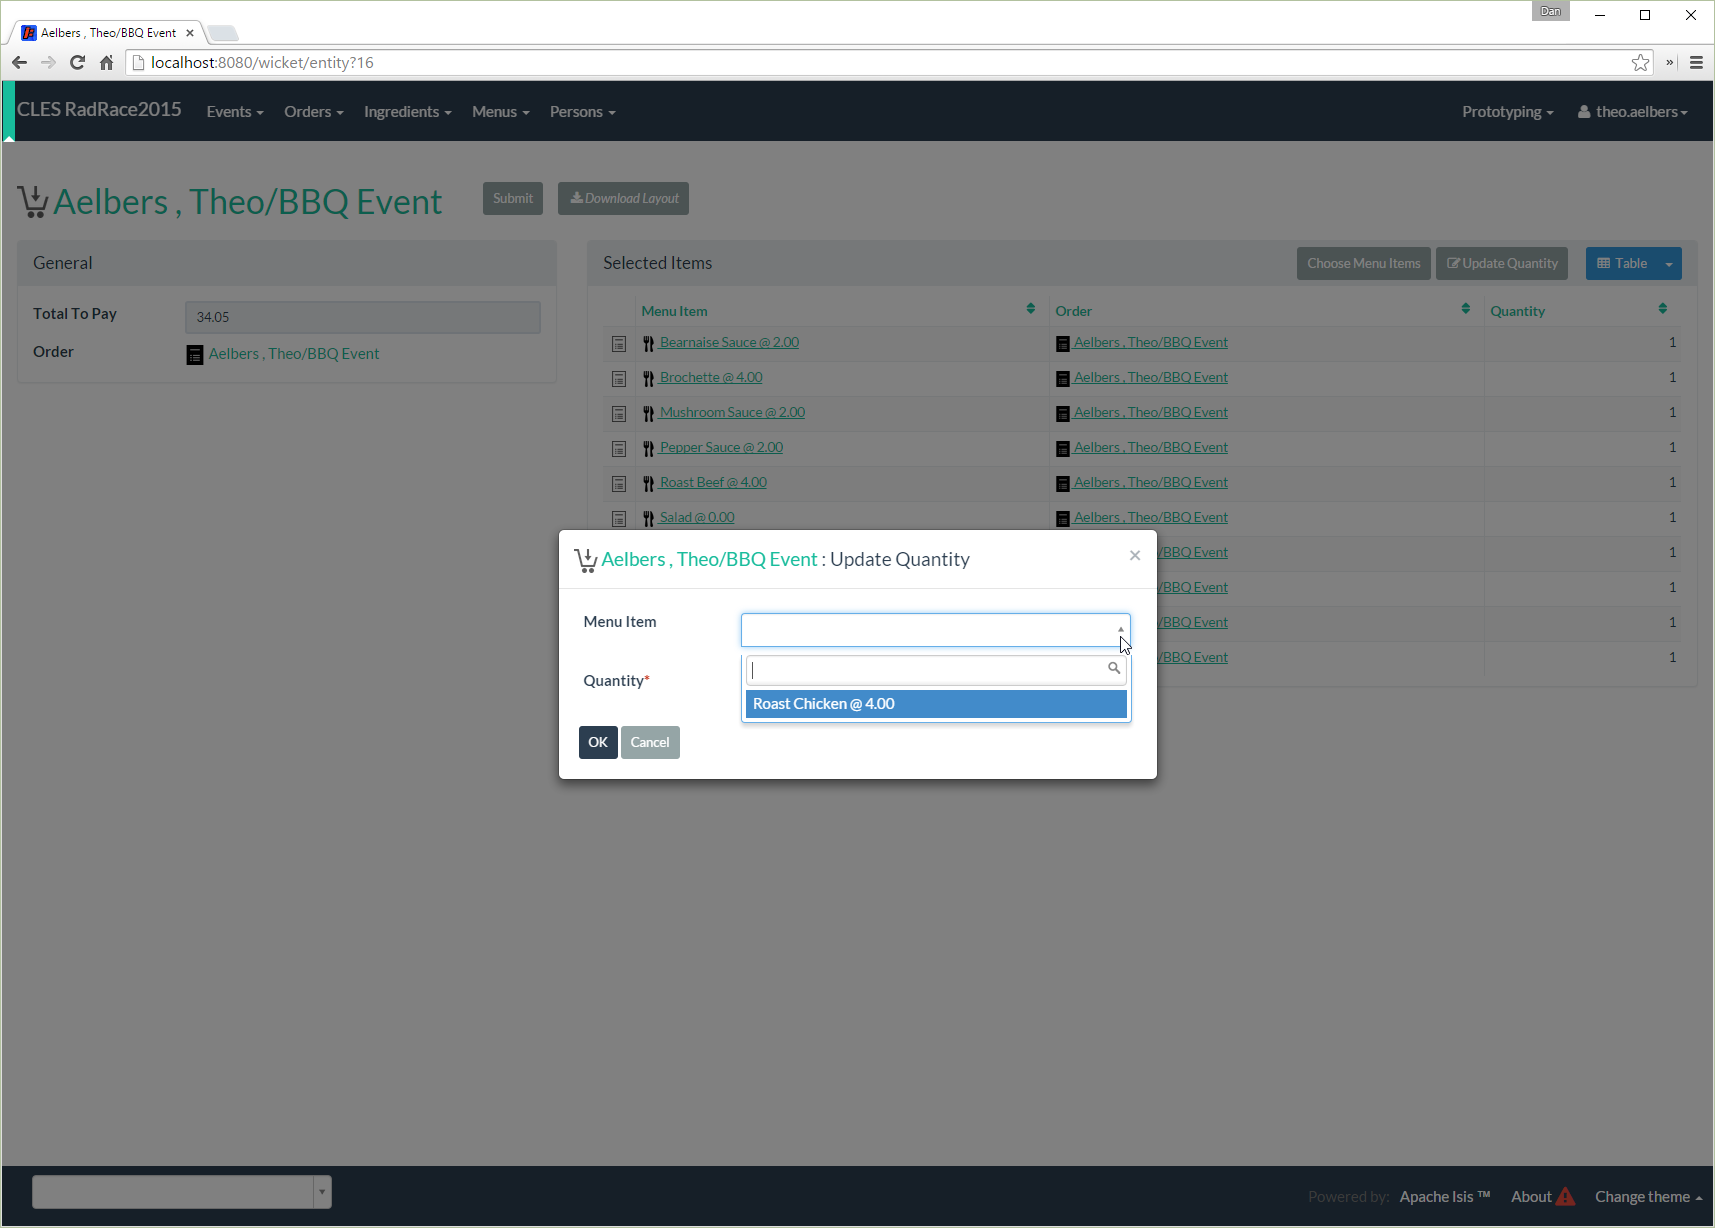 Dan
Aelbers , Theo/BBQ Event
localhost:8080/wicket/entity?16
CLES RadRace2015 Events Orders Ingredients Menus Persons Prototyping theo.aelbers
Aelbers , Theo/BBQ Event Submit Download Layout
General
Total To Pay 34.05
Order Aelbers , Theo/BBQ Event
Selected Items Choose Menu Items Update Quantity Table
Menu Item Order Quantity
Bearnaise Sauce @ 2.00 Aelbers , Theo/BBQ Event 1
Brochette @ 4.00 Aelbers , Theo/BBQ Event 1
Mushroom Sauce @ 2.00 Aelbers , Theo/BBQ Event 1
Pepper Sauce @ 2.00 Aelbers , Theo/BBQ Event 1
Roast Beef @ 4.00 Aelbers , Theo/BBQ Event 1
Salad @ 0.00 Aelbers , Theo/BBQ Event 1
/BBQ Event 1
/BBQ Event 1
/BBQ Event 1
/BBQ Event 1
Aelbers , Theo/BBQ Event : Update Quantity
Menu Item
Quantity*
Roast Chicken @ 4.00
OK Cancel
Powered by: Apache Isis ™ About Change theme